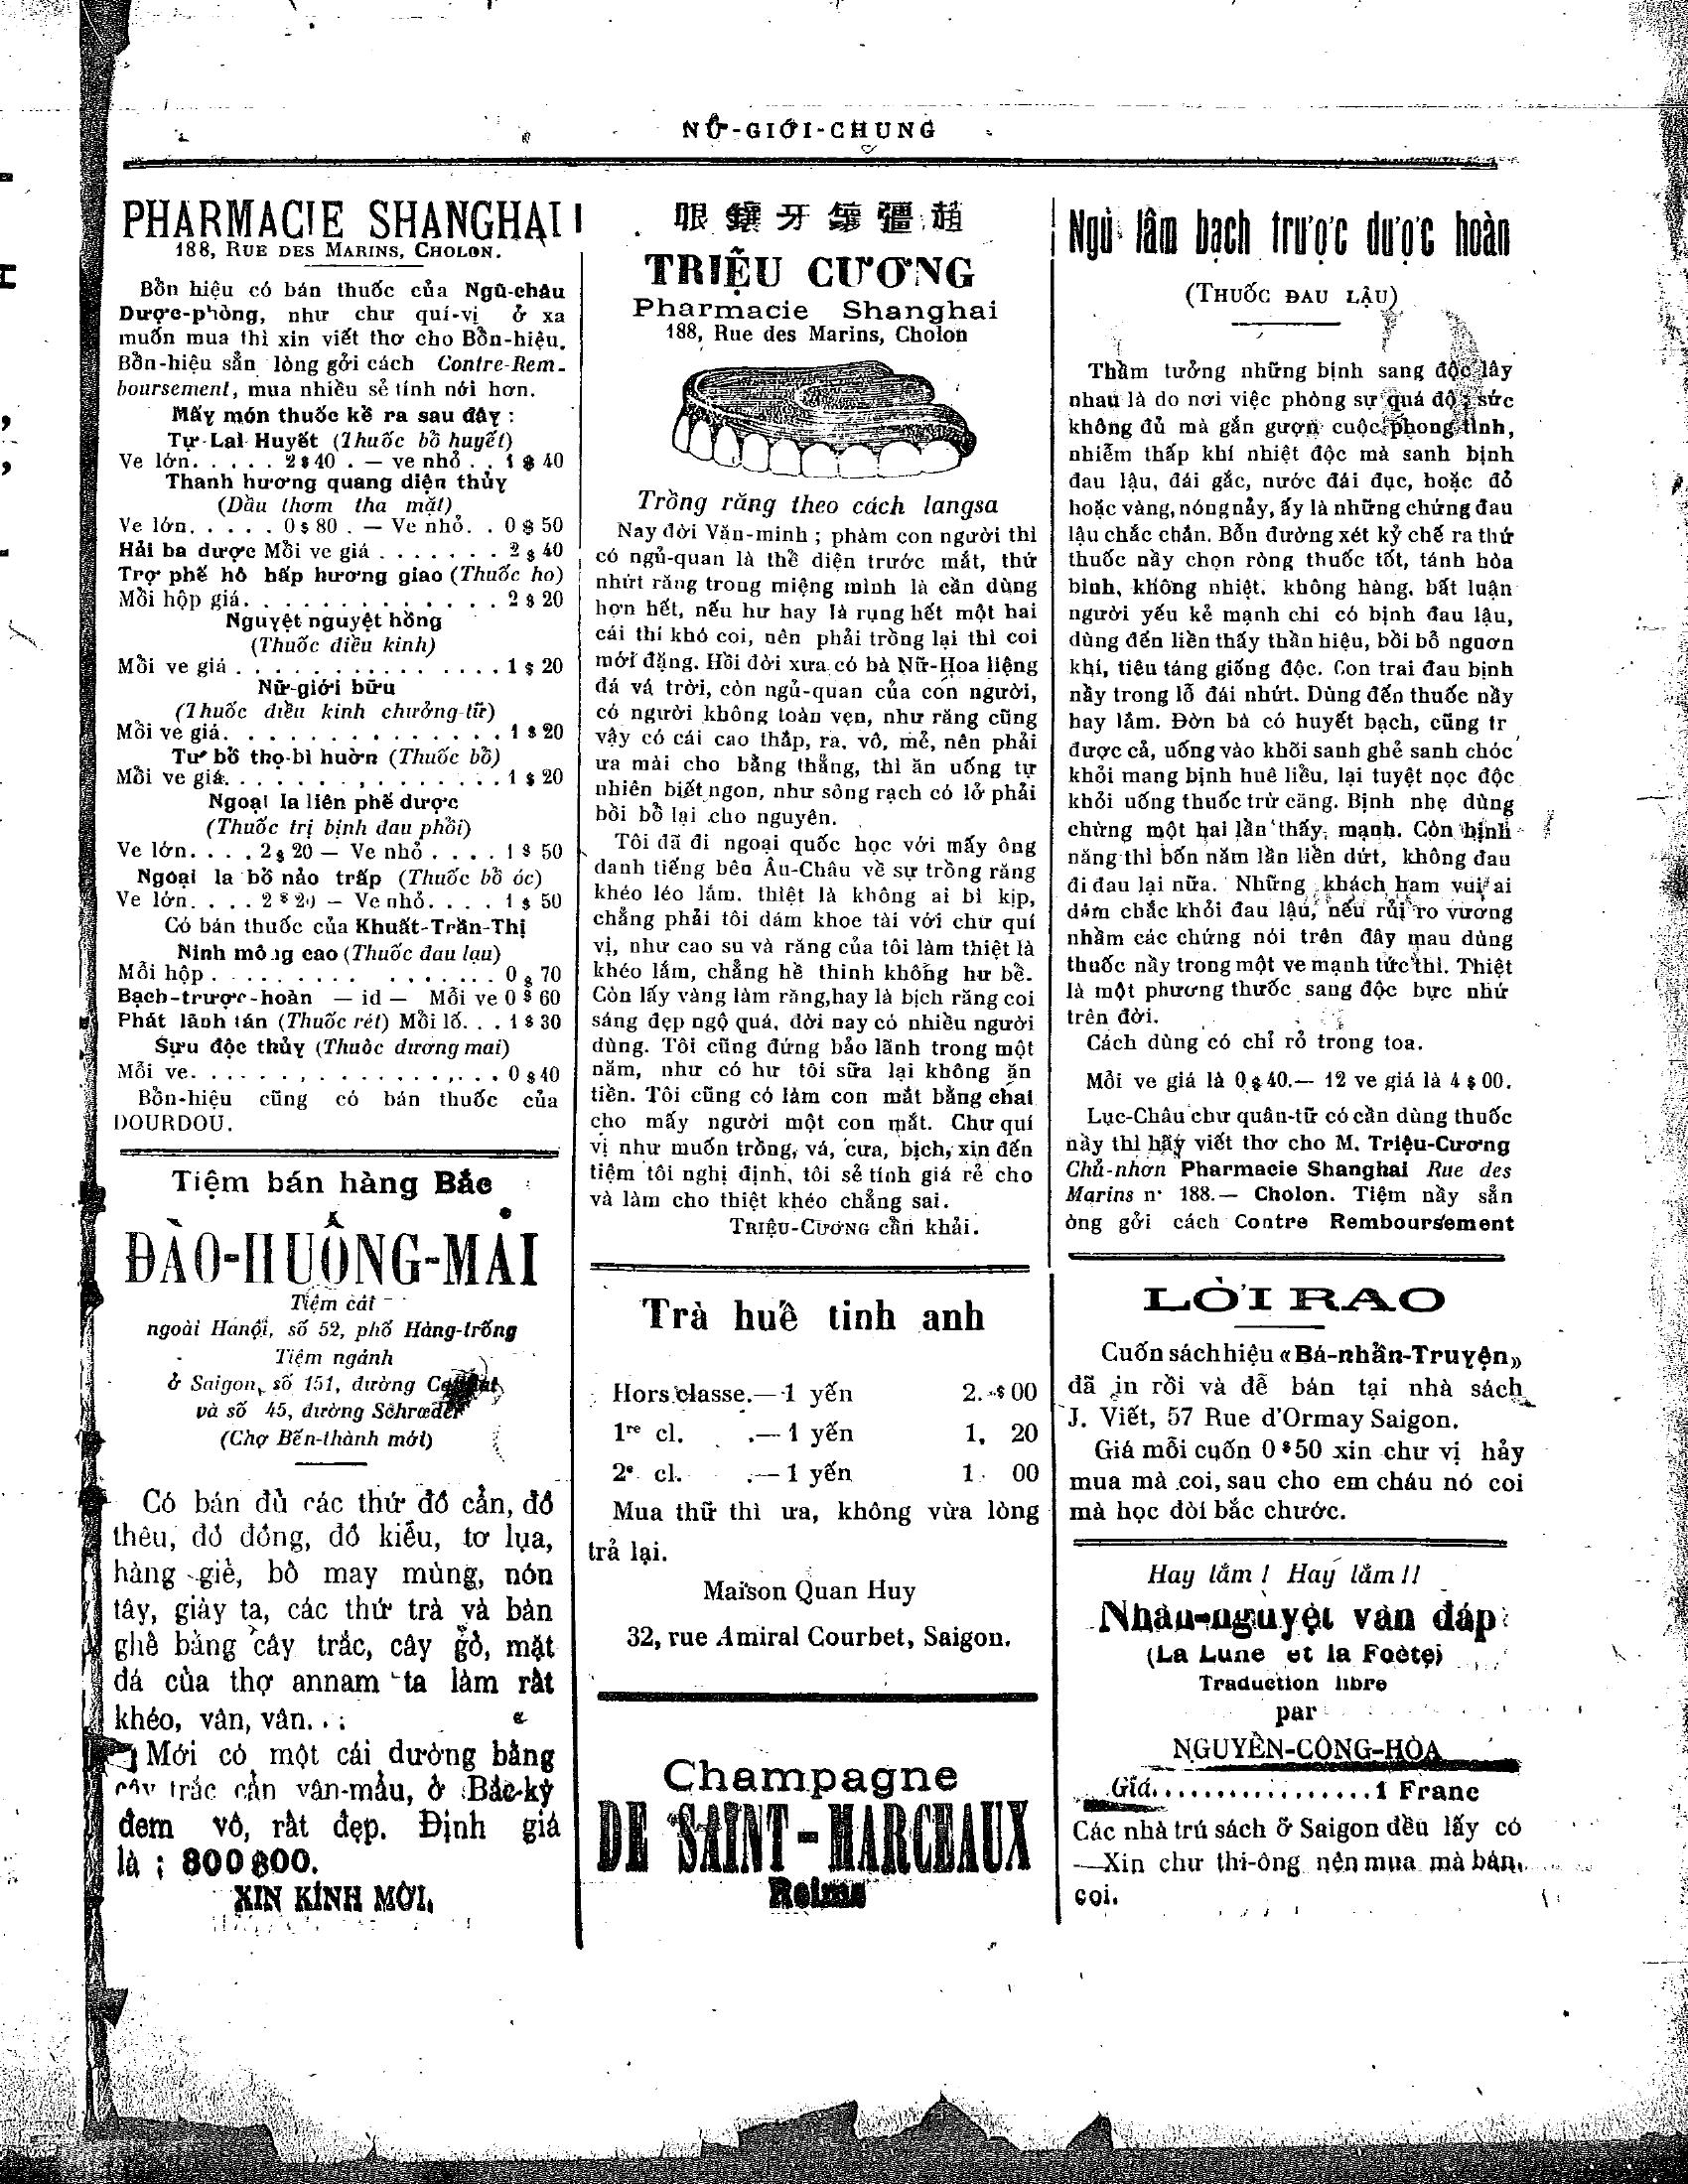 NỮ-GIỚI-CHUNG
PHARMACIE SHANGHAI
188, RUE DES MARINS, CHOLON.
Bổn hiệu có bán thuốc của Ngũ-châu
Dược-phòng, như chư quí-vị ở xa
muốn mua thì xin viết thơ cho Bổn-hiệu.
Bổn-hiệu sẳn lòng gởi cách Contre-Rem-
boursement, mua nhiều sẻ tính nói hơn.
Mấy món thuốc kể ra sau đây :
Tự Lal Huyết (Thuốc bổ huyết)
Ve lớn. . . . . 2$40 . — ve nhỏ . . 1$40
Thanh hương quang diện thủy
(Dầu thơm tha mặt)
Ve lớn. . . . . 0$80 . — Ve nhỏ. . 0$50
Hải ba dược Mỗi ve giá . . . . . . . 2$40
Trợ phế hô hấp hương giao (Thuốc ho)
Mỗi hộp giá. . . . . . . . . . . . . 2$20
Nguyệt nguyệt hồng
(Thuốc điều kinh)
Mỗi ve giá . . . . . . . . . . . . . 1$20
Nữ-giới bữu
(Thuốc điều kinh chưởng-tử)
Mỗi ve giá. . . . . . . . . . . . . 1$20
Tư bổ thọ-bì huờn (Thuốc bổ)
Mỗi ve giá. . . . . . . . . . . . . 1$20
Ngoại la liên phế dược
(Thuốc trị bịnh đau phổi)
Ve lớn. . . . 2$20 — Ve nhỏ . . . . 1$50
Ngoại la bổ nảo trấp (Thuốc bổ óc)
Ve lớn. . . . 2$20 — Ve nhỏ. . . . 1$50
Có bán thuốc của Khuất-Trần-Thị
Ninh mông cao (Thuốc đau lạu)
Mỗi hộp . . . . . . . . . . . . . 0$70
Bạch-trược-hoàn — id — Mỗi ve 0$60
Phát lãnh tán (Thuốc rét) Mỗi lố. . . 1$30
Sưu độc thủy (Thuốc dương mai)
Mỗi ve. . . . . . . . . . . . . . . 0$40
Bổn-hiệu cũng có bán thuốc của
DOURDOU.
Tiệm bán hàng Bắc
ĐÀO-HUỐNG-MAI
Tiệm cát
ngoài Hanội, số 52, phố Hàng-trống
Tiệm ngánh
ở Saigon, số 151, đường
và số 45, đường Schrœder
(Chợ Bến-thành mới)
Có bán đủ các thứ đồ cẩn, đồ
thêu, đồ đồng, đồ kiểu, tơ lụa,
hàng giẻ, bô may mùng, nón
tây, giày ta, các thứ trà và bàn
ghế bằng cây trắc, cây gỏ, mặt
đá của thợ annam ta làm rất
khéo, vân, vân. . :
Mới có một cái đường bằng
cây trắc cẩn vân-mẩu, ở Bắc-kỳ
đem vô, rất đẹp. Định giá
là : 800$00.
XIN KÍNH MỜI.
眼鑲牙鑲疆趙
TRIỆU CƯƠNG
Pharmacie Shanghai
188, Rue des Marins, Cholon
Trồng răng theo cách langsa
Nay đời Văn-minh ; phàm con người thì
có ngủ-quan là thể diện trước mắt, thứ
nhứt răng trong miệng mình là cần dùng
hơn hết, nếu hư hay là rụng hết một hai
cái thì khó coi, nên phải trồng lại thì coi
mới đặng. Hồi đời xưa có bà Nữ-Hoa liệng
đá vá trời, còn ngủ-quan của con người,
có người không toàn vẹn, như răng cũng
vậy có cái cao thấp, ra, vô, mẻ, nên phải
ưa mài cho bằng thẳng, thì ăn uống tự
nhiên biết ngon, như sông rạch có lở phải
bồi bổ lại cho nguyên.
Tôi đã đi ngoại quốc học với mấy ông
danh tiếng bên Âu-Châu về sự trồng răng
khéo léo lám. thiệt là không ai bì kịp,
chẳng phải tôi dám khoe tài với chư quí
vị, như cao su và răng của tôi làm thiệt là
khéo lắm, chẳng hề thinh không hư bể.
Còn lấy vàng làm răng,hay là bịch răng coi
sáng đẹp ngộ quá, đời nay có nhiều người
dùng. Tôi cũng đứng bảo lãnh trong một
năm, như có hư tôi sữa lại không ăn
tiền. Tôi cũng có làm con mắt bằng chai
cho mấy người một con mắt. Chư quí
vị như muốn trồng, vá, cưa, bịch, xin đến
tiệm tôi nghị định, tôi sẻ tính giá rẻ cho
và làm cho thiệt khéo chẳng sai.
TRIỆU-CƯƠNG cẩn khải.
Trà huế tinh anh
Hors classe.— 1 yến 2.$00
1re cl. .— 1 yến 1. 20
2e cl. .— 1 yến 1. 00
Mua thữ thì ưa, không vừa lòng
trả lại.
Maison Quan Huy
32, rue Amiral Courbet, Saigon.
Champagne
DE SAINT-MARCEAUX
Reims
Ngủ lâm bạch trược dược hoàn
(THUỐC ĐAU LẬU)
Thầm tưởng những bịnh sang độc lây
nhau là do nơi việc phòng sự quá độ ; sức
không đủ mà gắn gượn cuộc phong tình,
nhiễm thấp khí nhiệt độc mà sanh bịnh
đau lậu, đái gắc, nước đái đục, hoặc đỏ
hoặc vàng, nóng nảy, ấy là những chứng đau
lậu chắc chắn. Bổn đường xét kỷ chế ra thứ
thuốc nầy chọn ròng thuốc tốt, tánh hòa
bình, không nhiệt. không hàng. bất luận
người yếu kẻ mạnh chi có bịnh đau lậu,
dùng đến liền thấy thần hiệu, bồi bổ nguơn
khí, tiêu táng giống độc. Con trai đau bịnh
nầy trong lổ đái nhứt. Dùng đến thuốc nầy
hay lắm. Đờn bà có huyết bạch, cũng tr
được cả, uống vào khỏi sanh ghẻ sanh chóc
khỏi mang bịnh huê liễu, lại tuyệt nọc độc
khỏi uống thuốc trừ căng. Bịnh nhẹ dùng
chừng một hai lần thấy mạnh. Còn bịnh
năng thì bốn năm lần liền dứt, không đau
đi đau lại nữa. Những khách ham vui ai
dám chắc khỏi đau lậu, nếu rủi ro vương
nhằm các chứng nói trên đây mau dùng
thuốc nầy trong một ve mạnh tức thì. Thiệt
là một phương thước sang độc bực nhứ
trên đời.
Cách dùng có chỉ rỏ trong toa.
Mỗi ve giá là 0$40.— 12 ve giá là 4$00.
Lục-Châu chư quân-tử có cần dùng thuốc
nầy thì hãy viết thơ cho M. Triệu-Cương
Chủ-nhơn Pharmacie Shanghai Rue des
Marins n° 188.— Cholon. Tiệm nầy sẳn
òng gởi cách Contre Remboursement
LỜI RAO
Cuốn sách hiệu «Bá-nhẫn-Truyện»
đã in rồi và để bán tại nhà sách
J. Viết, 57 Rue d'Ormay Saigon.
Giá mỗi cuốn 0$50 xin chư vị hảy
mua mà coi, sau cho em cháu nó coi
mà học đòi bắc chước.
Hay lắm ! Hay lắm !!
Nhàn-nguyệt vấn đáp
(La Lune et la Foète)
Traduction libre
par
NGUYỄN-CÔNG-HÒA
Giá.................1 Franc
Các nhà trú sách ở Saigon đều lấy có
—Xin chư thi-ông nên mua mà bán.
coi.